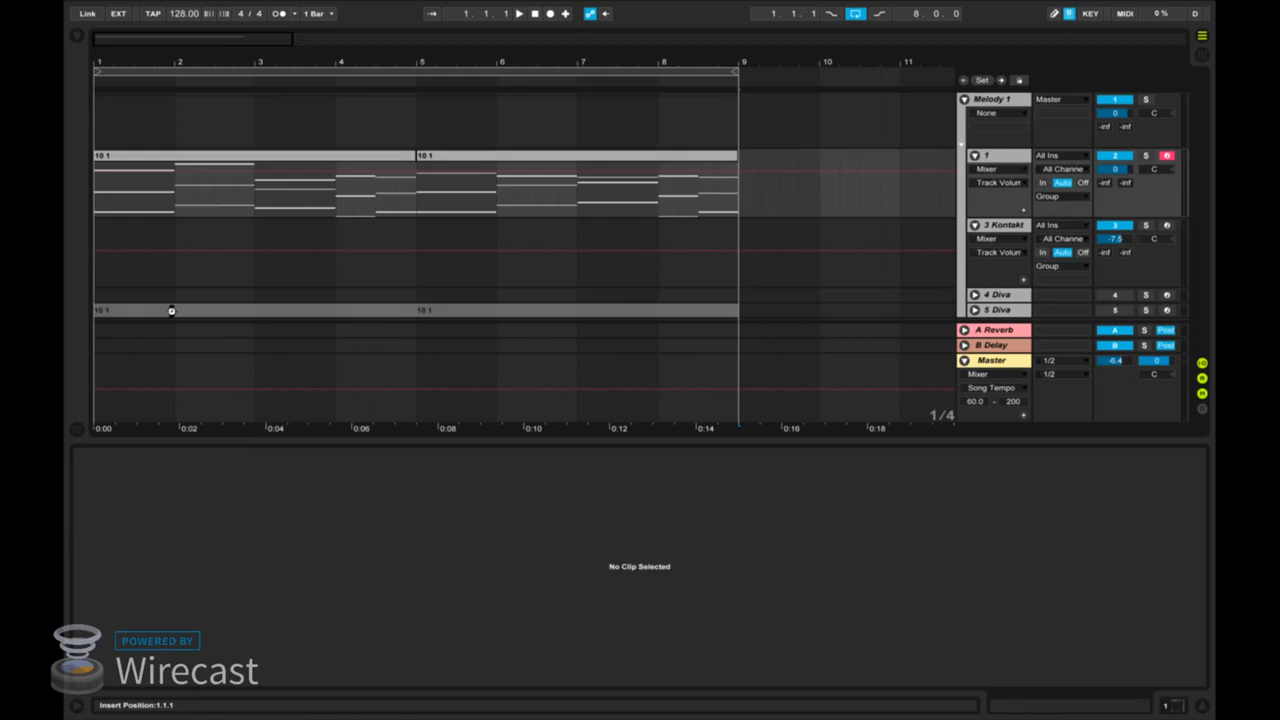 Link EXT TAP 128.00 4 / 4 1 Bar 1. 1. 1 1. 1. 1 8. 0. 0 KEY MIDI 0 % D
1 2 3 4 5 6 7 8 9 10 11
Set
Melody 1 Master 1 S
None 0 C
-inf -inf
10 1 10 1 1 All Ins 2 S
Mixer All Channe 0 C
Track Volum In Auto Off -inf -inf
Group
3 Kontakt All Ins 3 S
Mixer All Channe -7.5 C
Track Volum In Auto Off -inf -inf
Group
4 Diva 4 S
10 1 10 1 5 Diva 5 S
A Reverb A S Post
B Delay B S Post
Master 1/2 -6.4 0
Mixer 1/2 C
Song Tempo
60.0 - 200
1/4
0:00 0:02 0:04 0:06 0:08 0:10 0:12 0:14 0:16 0:18
No Clip Selected
POWERED BY
Wirecast
Insert Position:1.1.1
1